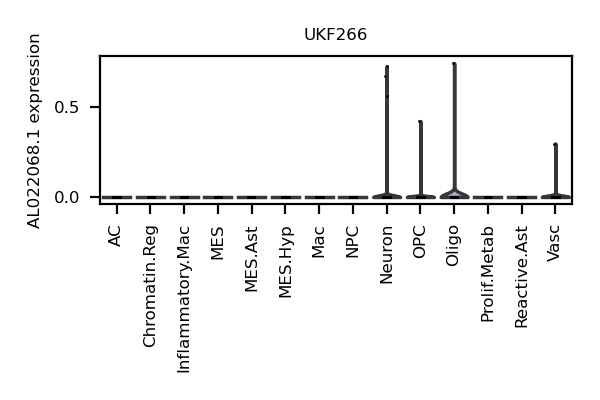 UKF266
AL022068.1 expression
0.5
0.0
AC
Chromatin.Reg
Inflammatory.Mac
MES
MES.Ast
MES.Hyp
Mac
NPC
Neuron
OPC
Oligo
Prolif.Metab
Reactive.Ast
Vasc